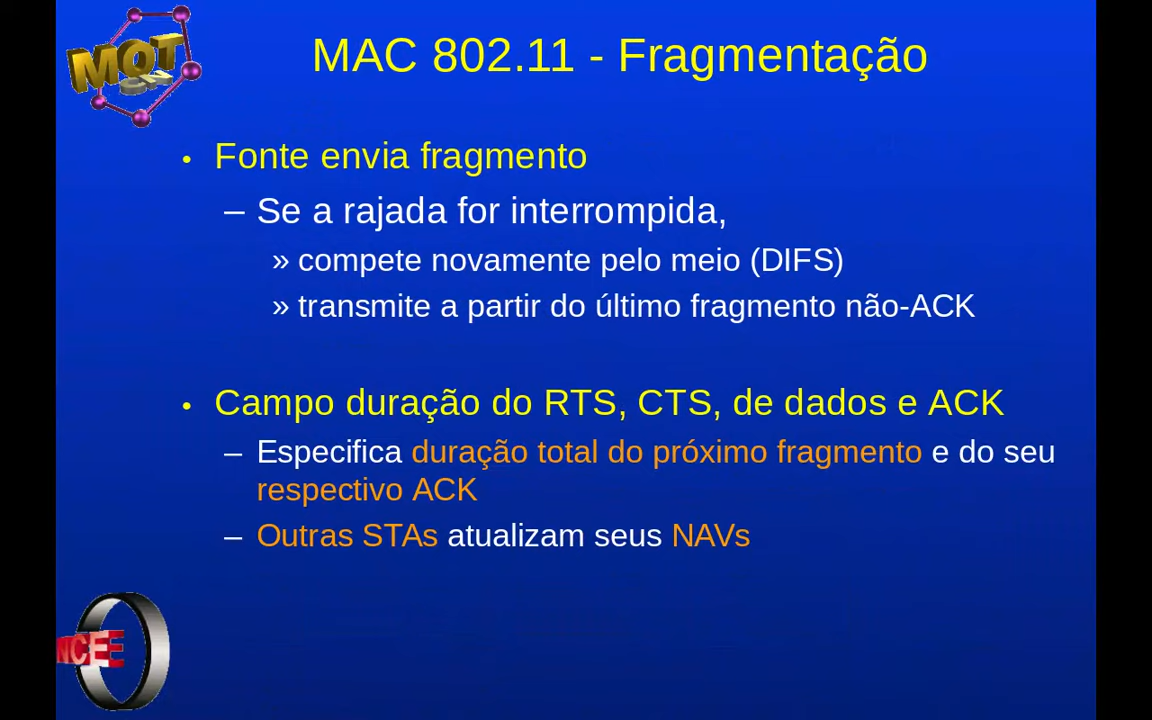 MQT
MAC 802.11 - Fragmentação
• Fonte envia fragmento
– Se a rajada for interrompida,
» compete novamente pelo meio (DIFS)
» transmite a partir do último fragmento não-ACK
• Campo duração do RTS, CTS, de dados e ACK
– Especifica duração total do próximo fragmento e do seu
respectivo ACK
– Outras STAs atualizam seus NAVs